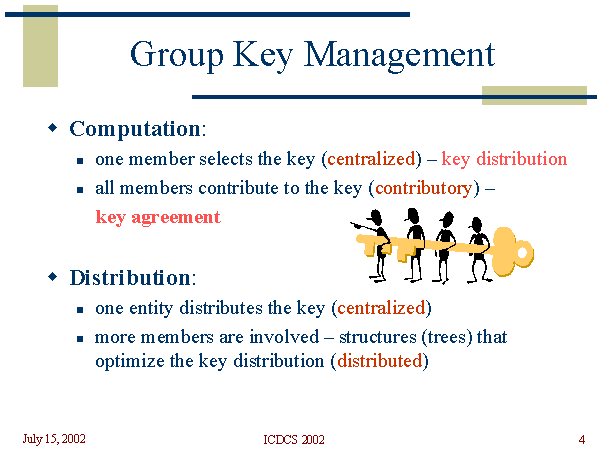 Group Key Management
Computation:
one member selects the key (centralized) – key distribution
all members contribute to the key (contributory) –
key agreement
Distribution:
one entity distributes the key (centralized)
more members are involved – structures (trees) that
optimize the key distribution (distributed)
July 15, 2002
ICDCS 2002
4